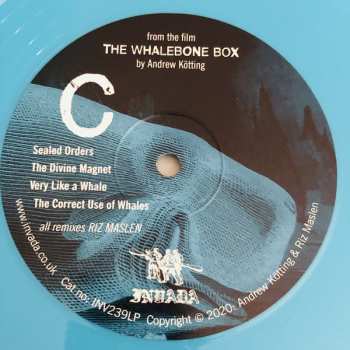 from the film
THE WHALEBONE BOX
by Andrew Kötting
C
Sealed Orders
The Divine Magnet
Very Like a Whale
The Correct Use of Whales
all remixes RIZ MASLEN
INVADA
www.invada.co.uk
Cat no: INV239LP Copyright © 2020- Andrew Kötting & Riz Maslen